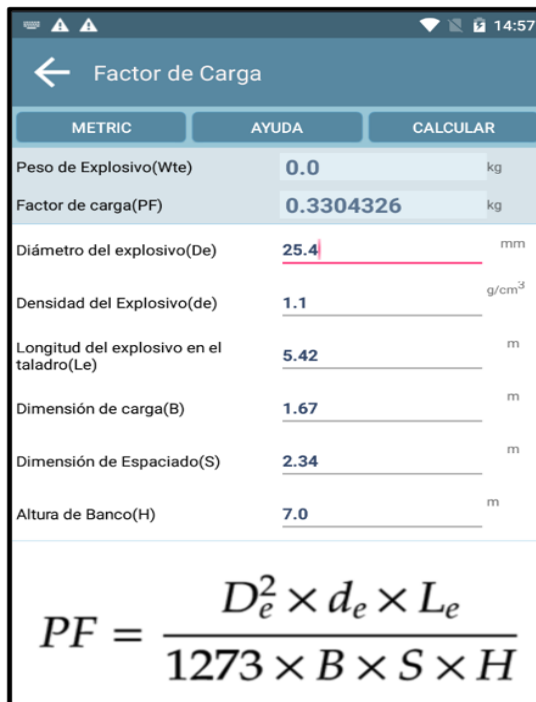 14:57
Factor de Carga
METRIC AYUDA CALCULAR
Peso de Explosivo(Wte) 0.0 kg
Factor de carga(PF) 0.3304326 kg
Diámetro del explosivo(De) 25.4 mm
Densidad del Explosivo(de) 1.1 g/cm³
Longitud del explosivo en el
taladro(Le) 5.42 m
Dimensión de carga(B) 1.67 m
Dimensión de Espaciado(S) 2.34 m
Altura de Banco(H) 7.0 m
PF = (Dₑ² × dₑ × Lₑ) / (1273 × B × S × H)